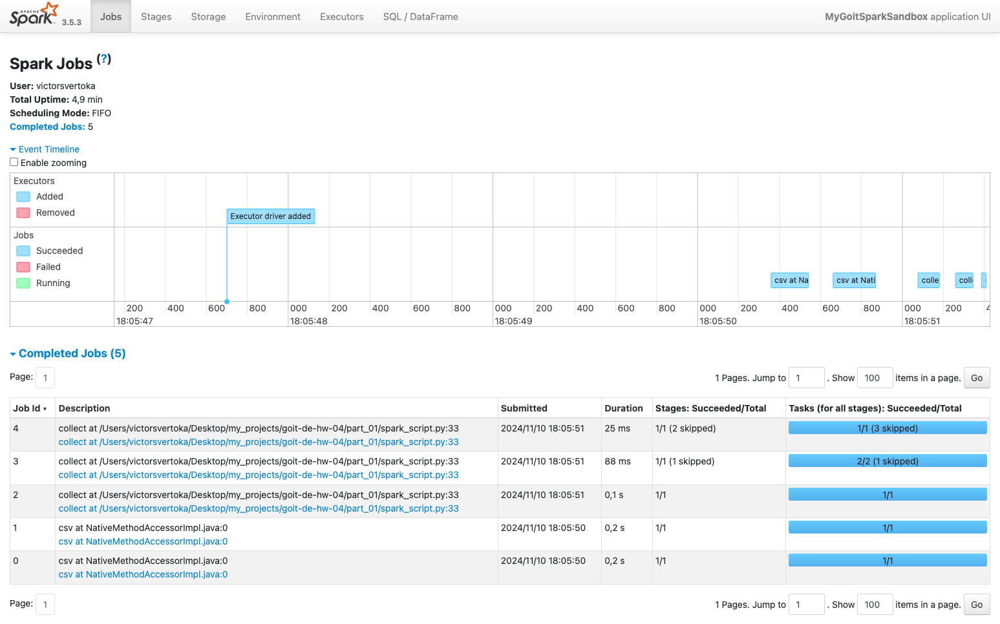 APACHE Spark 3.5.3 Jobs Stages Storage Environment Executors SQL / DataFrame MyGoitSparkSandbox application UI
Spark Jobs (?)
User: victorsvertoka
Total Uptime: 4,9 min
Scheduling Mode: FIFO
Completed Jobs: 5
Event Timeline
Enable zooming
Executors
Added
Removed
Executor driver added
Jobs
Succeeded
Failed
Running
csv at Na csv at Nati colle coll
200 400 600 800 000 200 400 600 800 000 200 400 600 800 000 200 400 600 800 000 200 4
18:05:47 18:05:48 18:05:49 18:05:50 18:05:51
Completed Jobs (5)
Page: 1 1 Pages. Jump to 1 . Show 100 items in a page. Go
Job Id ▾ Description Submitted Duration Stages: Succeeded/Total Tasks (for all stages): Succeeded/Total
4 collect at /Users/victorsvertoka/Desktop/my_projects/goit-de-hw-04/part_01/spark_script.py:33 2024/11/10 18:05:51 25 ms 1/1 (2 skipped) 1/1 (3 skipped)
collect at /Users/victorsvertoka/Desktop/my_projects/goit-de-hw-04/part_01/spark_script.py:33
3 collect at /Users/victorsvertoka/Desktop/my_projects/goit-de-hw-04/part_01/spark_script.py:33 2024/11/10 18:05:51 88 ms 1/1 (1 skipped) 2/2 (1 skipped)
collect at /Users/victorsvertoka/Desktop/my_projects/goit-de-hw-04/part_01/spark_script.py:33
2 collect at /Users/victorsvertoka/Desktop/my_projects/goit-de-hw-04/part_01/spark_script.py:33 2024/11/10 18:05:51 0,1 s 1/1 1/1
collect at /Users/victorsvertoka/Desktop/my_projects/goit-de-hw-04/part_01/spark_script.py:33
1 csv at NativeMethodAccessorImpl.java:0 2024/11/10 18:05:50 0,2 s 1/1 1/1
csv at NativeMethodAccessorImpl.java:0
0 csv at NativeMethodAccessorImpl.java:0 2024/11/10 18:05:50 0,2 s 1/1 1/1
csv at NativeMethodAccessorImpl.java:0
Page: 1 1 Pages. Jump to 1 . Show 100 items in a page. Go